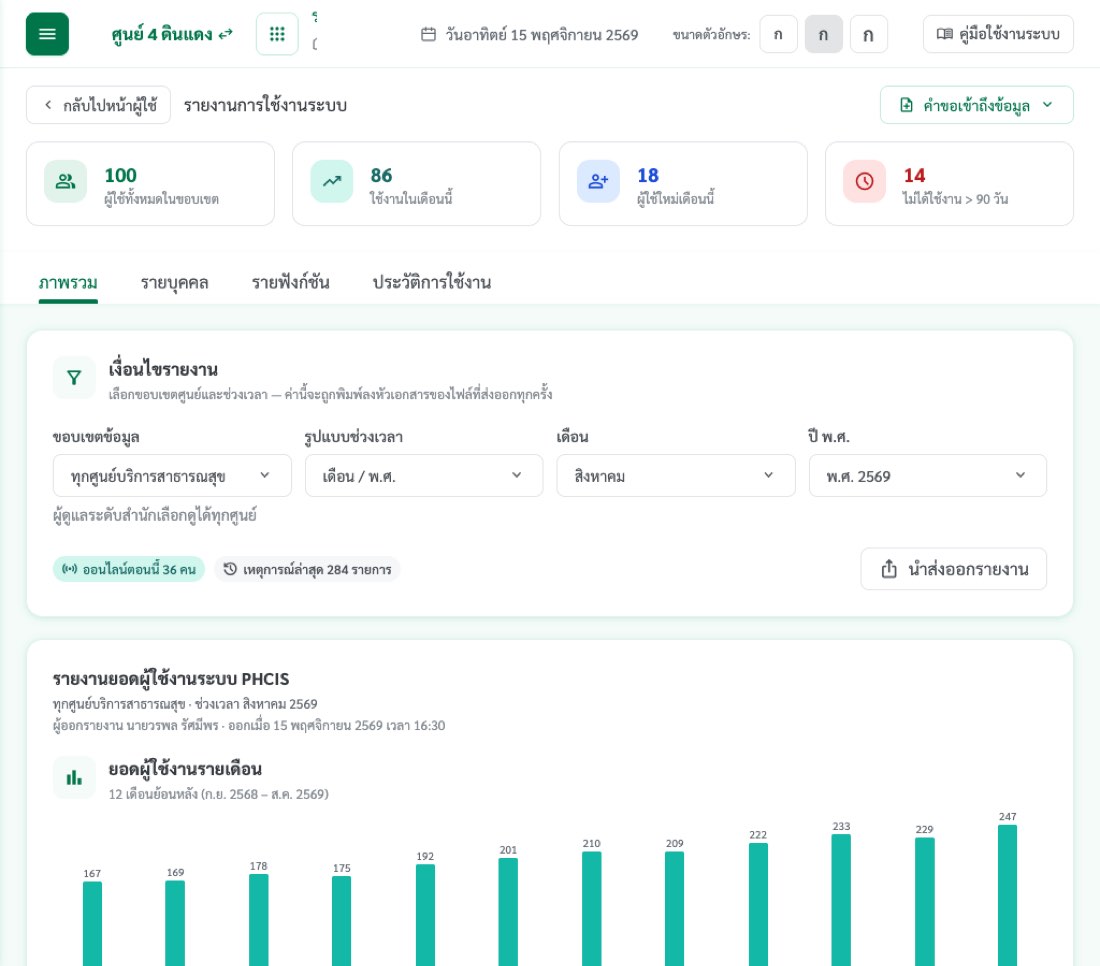 ศูนย์ 4 ดินแดง
วันอาทิตย์ 15 พฤศจิกายน 2569
ขนาดตัวอักษร:
ก
ก
ก
คู่มือใช้งานระบบ
กลับไปหน้าผู้ใช้
รายงานการใช้งานระบบ
คำขอเข้าถึงข้อมูล
100
ผู้ใช้ทั้งหมดในขอบเขต
86
ใช้งานในเดือนนี้
18
ผู้ใช้ใหม่เดือนนี้
14
ไม่ได้ใช้งาน > 90 วัน
ภาพรวม
รายบุคคล
รายฟังก์ชัน
ประวัติการใช้งาน
เงื่อนไขรายงาน
เลือกขอบเขตศูนย์และช่วงเวลา — ค่านี้จะถูกพิมพ์ลงหัวเอกสารของไฟล์ที่ส่งออกทุกครั้ง
ขอบเขตข้อมูล
รูปแบบช่วงเวลา
เดือน
ปี พ.ศ.
ทุกศูนย์บริการสาธารณสุข
เดือน / พ.ศ.
สิงหาคม
พ.ศ. 2569
ผู้ดูแลระดับสำนักเลือกดูได้ทุกศูนย์
ออนไลน์ตอนนี้ 36 คน
เหตุการณ์ล่าสุด 284 รายการ
นำส่งออกรายงาน
รายงานยอดผู้ใช้งานระบบ PHCIS
ทุกศูนย์บริการสาธารณสุข · ช่วงเวลา สิงหาคม 2569
ผู้ออกรายงาน นายวรพล รัศมีพร · ออกเมื่อ 15 พฤศจิกายน 2569 เวลา 16:30
ยอดผู้ใช้งานรายเดือน
12 เดือนย้อนหลัง (ก.ย. 2568 – ส.ค. 2569)
167
169
178
175
192
201
210
209
222
233
229
247